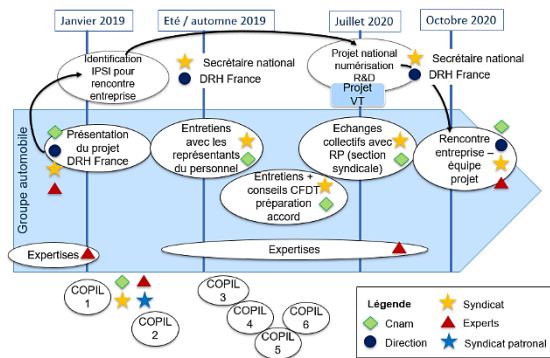 Janvier 2019
Eté / automne 2019
Juillet 2020
Octobre 2020
Identification
IPSI pour
rencontre
entreprise
Secrétaire national
DRH France
Projet national
numérisation
R&D
Projet
VT
Secrétaire national
DRH France
Groupe automobile
Présentation
du projet
DRH France
Entretiens
avec les
représentants
du personnel
Echanges
collectifs avec
RP (section
syndicale)
Rencontre
entreprise –
équipe
projet
Entretiens +
conseils CFDT
préparation
accord
Expertises
Expertises
COPIL
1
COPIL
2
COPIL
3
COPIL
4
COPIL
5
COPIL
6
Légende
Syndicat
Cnam
Experts
Direction
Syndicat patronal